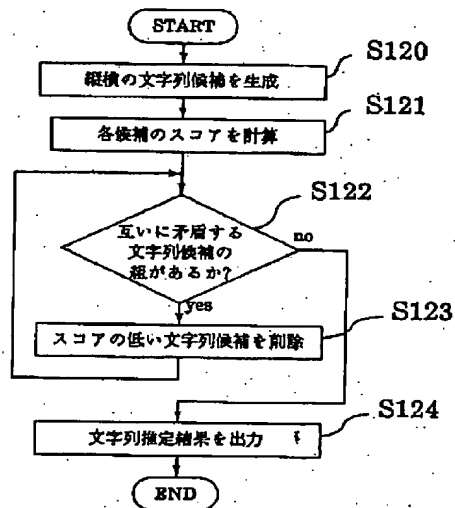 START
S120
縦横の文字列候補を生成
S121
各候補のスコアを計算
S122
互いに矛盾する
文字列候補の
組があるか?
no
yes
S123
スコアの低い文字列候補を削除
S124
文字列推定結果を出力
END